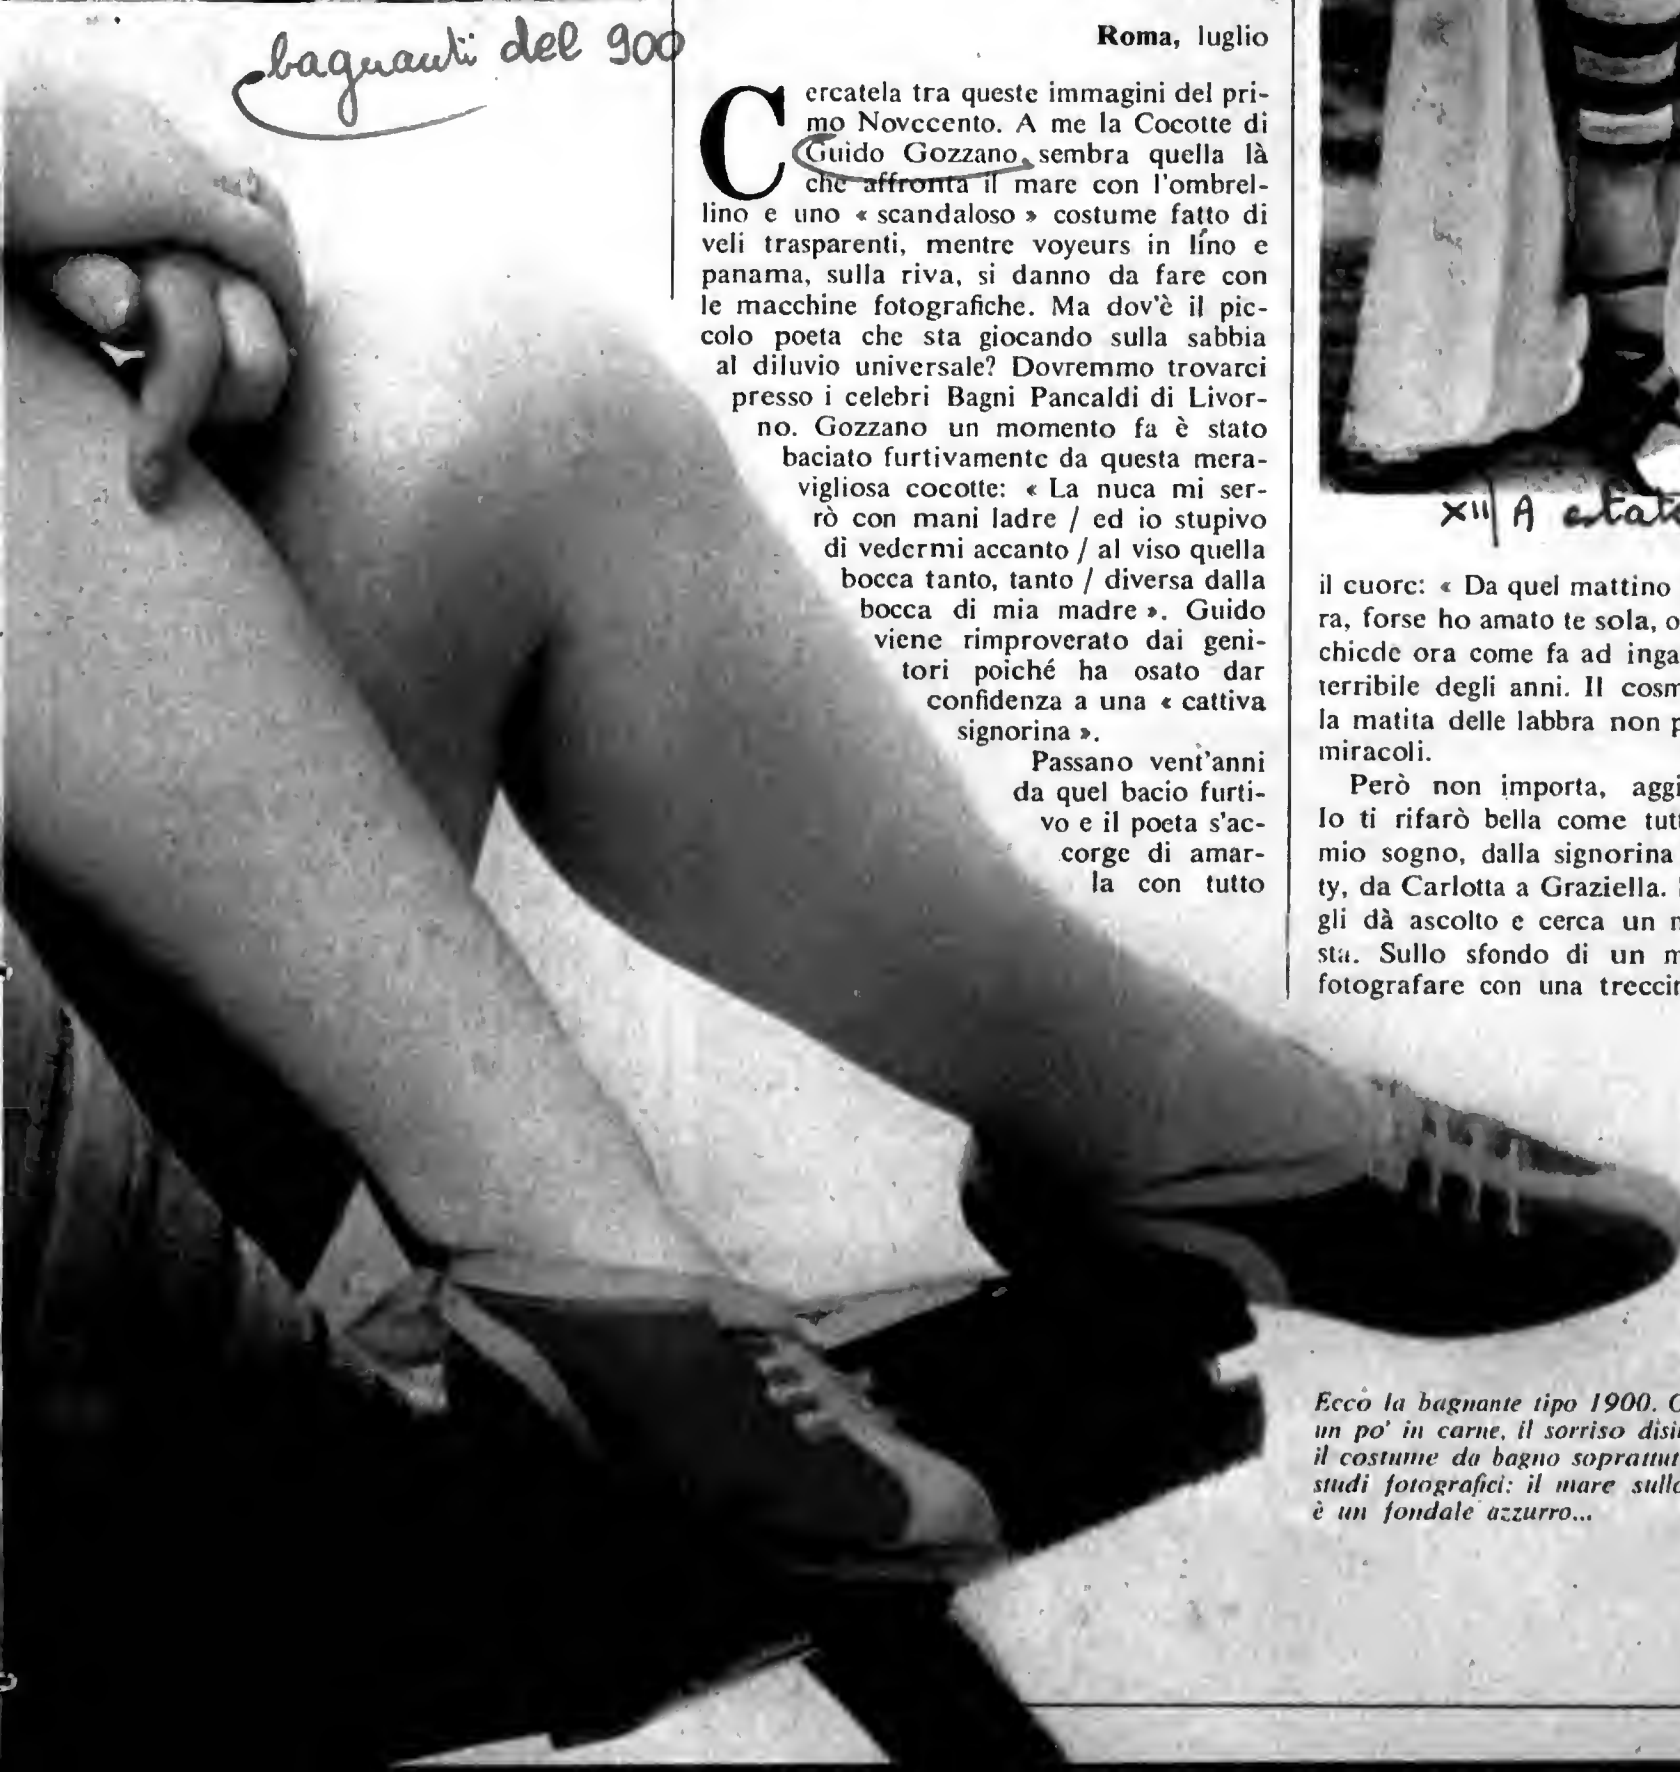 bagnanti del 900
Roma, luglio
Cercatela tra queste immagini del pri-
mo Novecento. A me la Cocotte di
Guido Gozzano sembra quella là
che affronta il mare con l'ombrel-
lino e uno « scandaloso » costume fatto di
veli trasparenti, mentre voyeurs in lino e
panama, sulla riva, si danno da fare con
le macchine fotografiche. Ma dov'è il pic-
colo poeta che sta giocando sulla sabbia
al diluvio universale? Dovremmo trovarci
presso i celebri Bagni Pancaldi di Livor-
no. Gozzano un momento fa è stato
baciato furtivamente da questa mera-
vigliosa cocotte: « La nuca mi ser-
rò con mani ladre / ed io stupivo
di vedermi accanto / al viso quella
bocca tanto, tanto / diversa dalla
bocca di mia madre ». Guido
viene rimproverato dai geni-
tori poiché ha osato dar
confidenza a una « cattiva
signorina ».
Passano vent'anni
da quel bacio furti-
vo e il poeta s'ac-
corge di amar-
la con tutto
XII A estat
il cuore: « Da quel mattino
ra, forse ho amato te sola, o
chiede ora come fa ad inga
terribile degli anni. Il cosm
la matita delle labbra non p
miracoli.
Però non importa, aggi
Io ti rifarò bella come tut
mio sogno, dalla signorina
ty, da Carlotta a Graziella.
gli dà ascolto e cerca un
sta. Sullo sfondo di un m
fotografare con una treccin
Ecco la bagnante tipo 1900.
un po' in carne, il sorriso disi
il costume da bagno soprattut
studi fotografici: il mare sullo
è un fondale azzurro...